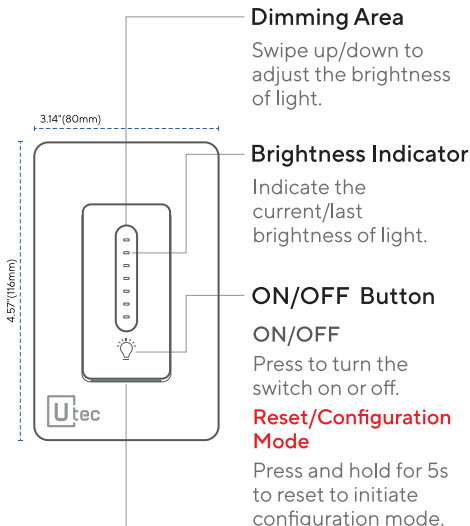 Dimming Area
Swipe up/down to
adjust the brightness
of light.
3.14"(80mm)
Brightness Indicator
Indicate the
current/last
brightness of light.
4.57"(116mm)
ON/OFF Button
ON/OFF
Press to turn the
switch on or off.
Reset/Configuration
Mode
Press and hold for 5s
to reset to initiate
configuration mode.
Utec